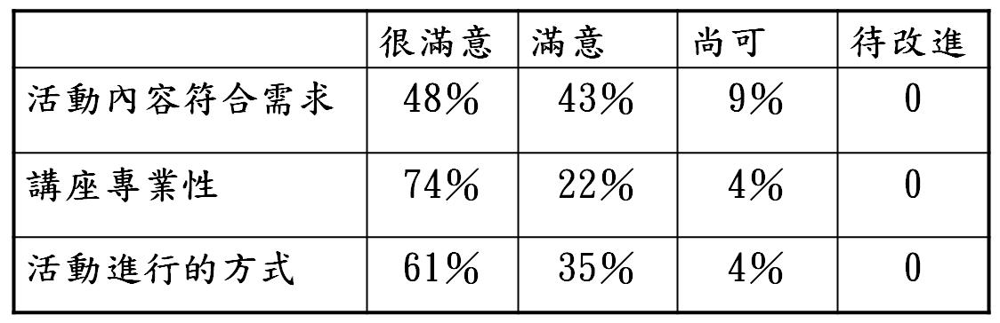 很滿意 滿意 尚可 待改進
活動內容符合需求 48% 43% 9% 0
講座專業性 74% 22% 4% 0
活動進行的方式 61% 35% 4% 0